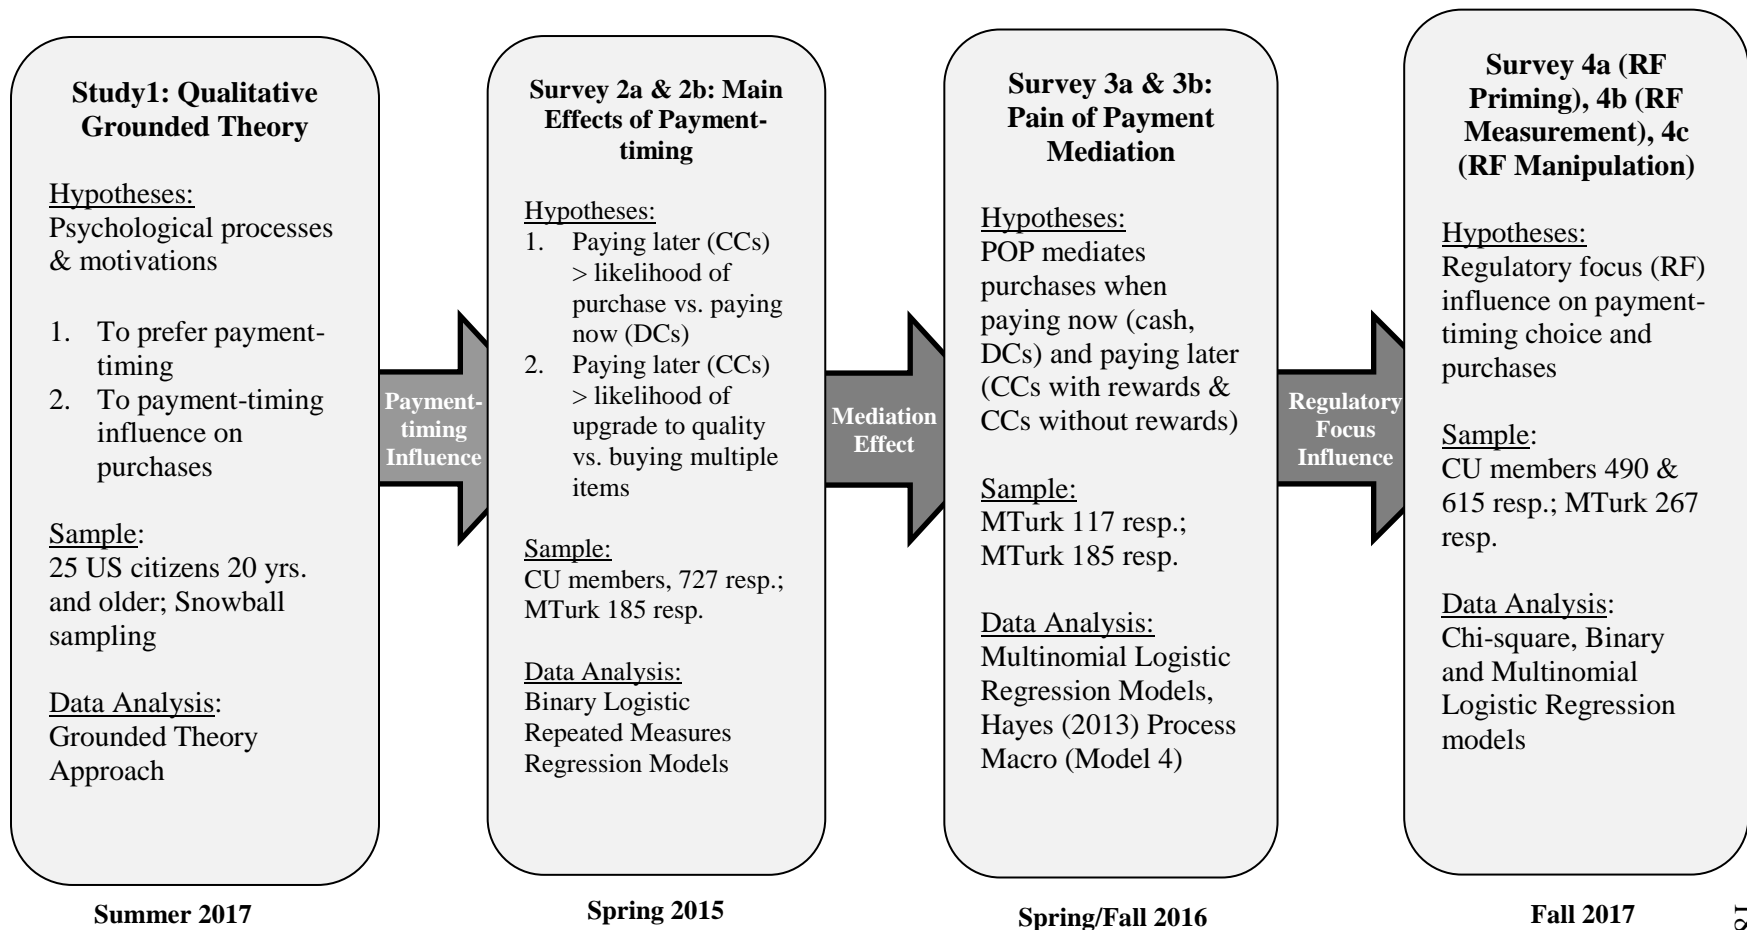 Study1: Qualitative
Grounded Theory
Hypotheses:
Psychological processes
& motivations
1. To prefer payment-
timing
2. To payment-timing
influence on
purchases
Sample:
25 US citizens 20 yrs.
and older; Snowball
sampling
Data Analysis:
Grounded Theory
Approach
Summer 2017
Payment-
timing
Influence
Survey 2a & 2b: Main
Effects of Payment-
timing
Hypotheses:
1. Paying later (CCs)
> likelihood of
purchase vs. paying
now (DCs)
2. Paying later (CCs)
> likelihood of
upgrade to quality
vs. buying multiple
items
Sample:
CU members, 727 resp.;
MTurk 185 resp.
Data Analysis:
Binary Logistic
Repeated Measures
Regression Models
Spring 2015
Mediation
Effect
Survey 3a & 3b:
Pain of Payment
Mediation
Hypotheses:
POP mediates
purchases when
paying now (cash,
DCs) and paying later
(CCs with rewards &
CCs without rewards)
Sample:
MTurk 117 resp.;
MTurk 185 resp.
Data Analysis:
Multinomial Logistic
Regression Models,
Hayes (2013) Process
Macro (Model 4)
Spring/Fall 2016
Regulatory
Focus
Influence
Survey 4a (RF
Priming), 4b (RF
Measurement), 4c
(RF Manipulation)
Hypotheses:
Regulatory focus (RF)
influence on payment-
timing choice and
purchases
Sample:
CU members 490 &
615 resp.; MTurk 267
resp.
Data Analysis:
Chi-square, Binary
and Multinomial
Logistic Regression
models
Fall 2017